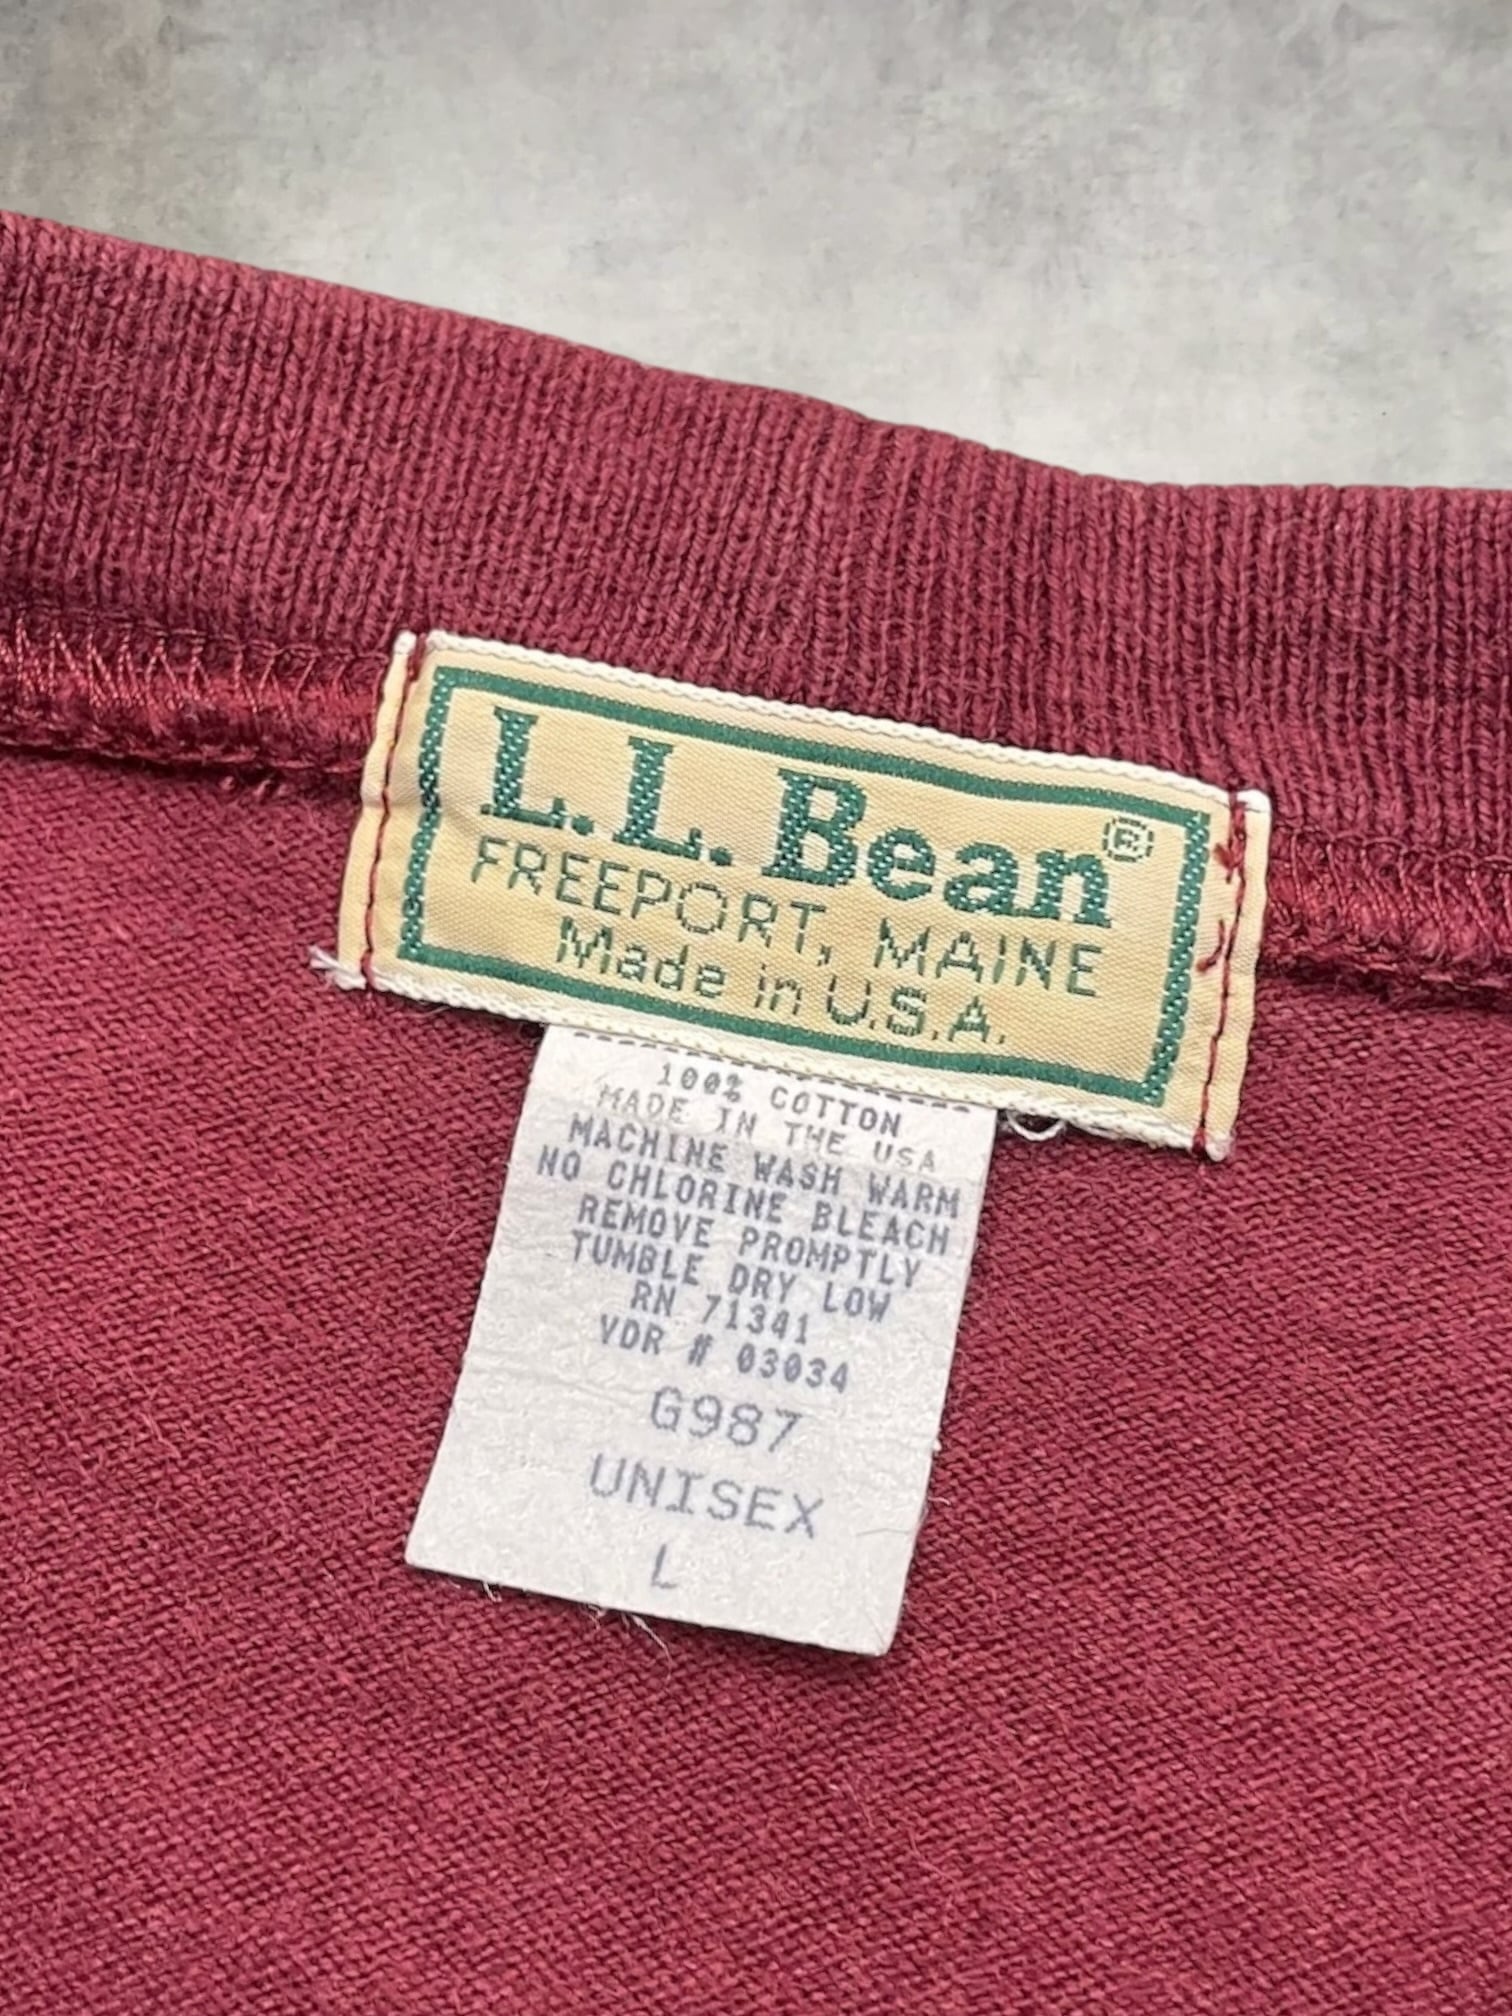 L.L.Bean®
FREEPORT, MAINE
Made in U.S.A.
100% COTTON
MADE IN THE USA
MACHINE WASH WARM
NO CHLORINE BLEACH
REMOVE PROMPTLY
TUMBLE DRY LOW
RN 71341
VDR # 03034
G987
UNISEX
L